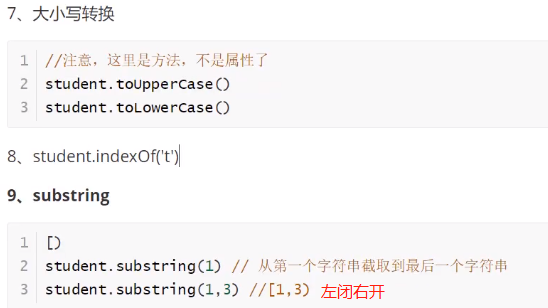 7、大小写转换
1 //注意，这里是方法，不是属性了
2 student.toUpperCase()
3 student.toLowerCase()
8、student.indexOf('t')
9、substring
1 [)
2 student.substring(1) // 从第一个字符串截取到最后一个字符串
3 student.substring(1,3) //[1,3) 左闭右开